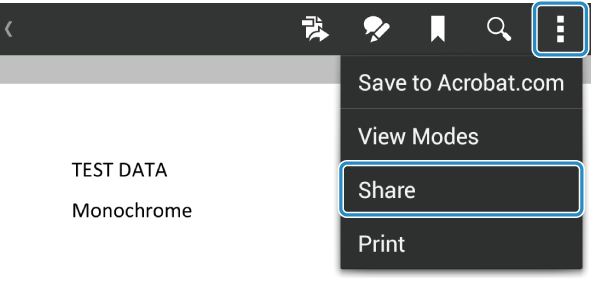 Save to Acrobat.com
View Modes
Share
Print
TEST DATA
Monochrome